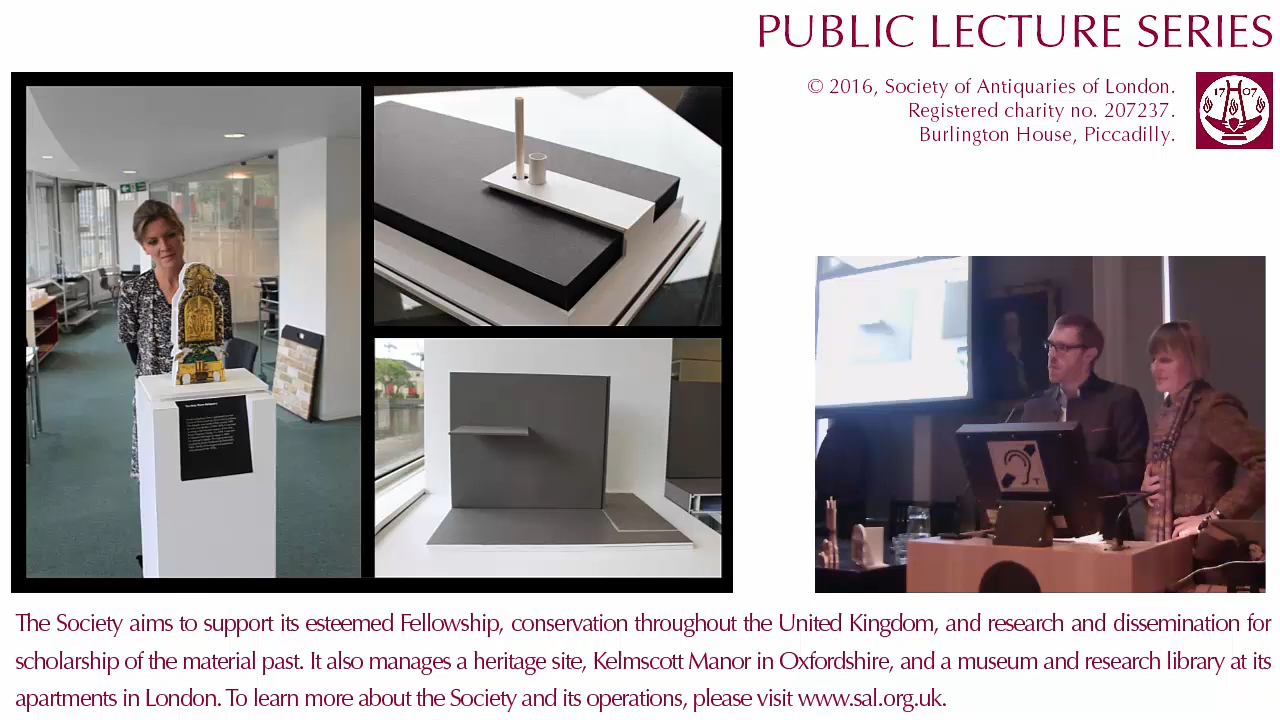 PUBLIC LECTURE SERIES
© 2016, Society of Antiquaries of London.
Registered charity no. 207237.
Burlington House, Piccadilly.
1707
The Society aims to support its esteemed Fellowship, conservation throughout the United Kingdom, and research and dissemination for
scholarship of the material past. It also manages a heritage site, Kelmscott Manor in Oxfordshire, and a museum and research library at its
apartments in London. To learn more about the Society and its operations, please visit www.sal.org.uk.
T